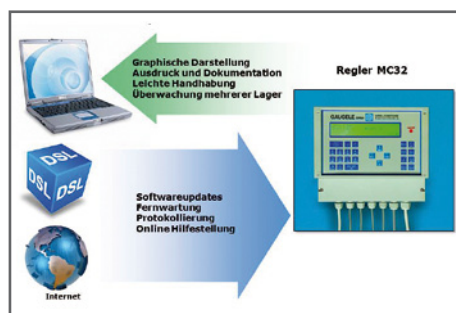 Graphische Darstellung
Ausdruck und Dokumentation
Leichte Handhabung
Überwachung mehrerer Lager
Regler MC32
GAUGELE
DSL
DSL
DSL
Softwareupdates
Fernwartung
Protokollierung
Online Hilfestellung
Internet